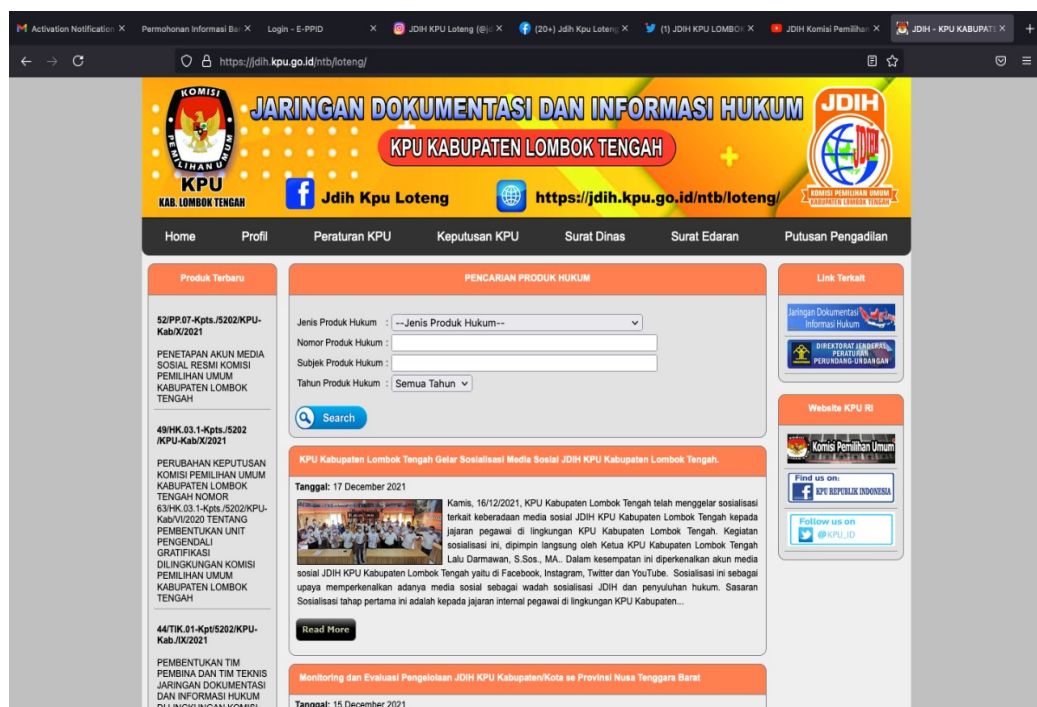 Activation Notification
Permohonan Informasi Bar
Login - E-PPID
JDIH KPU Loteng (@jd
(20+) Jdih Kpu Loteng
(1) JDIH KPU LOMBOK
JDIH Komisi Pemilihan
JDIH - KPU KABUPATE
https://jdih.kpu.go.id/ntb/loteng/
KOMISI
PEMILIHAN UMUM
KPU
KAB. LOMBOK TENGAH
JARINGAN DOKUMENTASI DAN INFORMASI HUKUM
KPU KABUPATEN LOMBOK TENGAH
Jdih Kpu Loteng
https://jdih.kpu.go.id/ntb/loteng/
JDIH
JDIH
KOMISI PEMILIHAN UMUM
KABUPATEN LOMBOK TENGAH
Home Profil Peraturan KPU Keputusan KPU Surat Dinas Surat Edaran Putusan Pengadilan
Produk Terbaru
52/PP.07-Kpts./5202/KPU-
Kab/X/2021
PENETAPAN AKUN MEDIA
SOSIAL RESMI KOMISI
PEMILIHAN UMUM
KABUPATEN LOMBOK
TENGAH
49/HK.03.1-Kpts./5202
/KPU-Kab/X/2021
PERUBAHAN KEPUTUSAN
KOMISI PEMILIHAN UMUM
KABUPATEN LOMBOK
TENGAH NOMOR
63/HK.03.1-Kpts./5202/KPU-
Kab/VI/2020 TENTANG
PEMBENTUKAN UNIT
PENGENDALI
GRATIFIKASI
DILINGKUNGAN KOMISI
PEMILIHAN UMUM
KABUPATEN LOMBOK
TENGAH
44/TIK.01-Kpt/5202/KPU-
Kab./IX/2021
PEMBENTUKAN TIM
PEMBINA DAN TIM TEKNIS
JARINGAN DOKUMENTASI
DAN INFORMASI HUKUM
DI LINGKUNGAN KOMISI
PENCARIAN PRODUK HUKUM
Jenis Produk Hukum : --Jenis Produk Hukum--
Nomor Produk Hukum :
Subjek Produk Hukum :
Tahun Produk Hukum : Semua Tahun
Search
KPU Kabupaten Lombok Tengah Gelar Sosialisasi Media Sosial JDIH KPU Kabupaten Lombok Tengah.
Tanggal: 17 December 2021
Kamis, 16/12/2021, KPU Kabupaten Lombok Tengah telah menggelar sosialisasi
terkait keberadaan media sosial JDIH KPU Kabupaten Lombok Tengah kepada
jajaran pegawai di lingkungan KPU Kabupaten Lombok Tengah. Kegiatan
sosialisasi ini, dipimpin langsung oleh Ketua KPU Kabupaten Lombok Tengah
Lalu Darmawan, S.Sos., MA.. Dalam kesempatan ini diperkenalkan akun media
sosial JDIH KPU Kabupaten Lombok Tengah yaitu di Facebook, Instagram, Twitter dan YouTube. Sosialisasi ini sebagai
upaya memperkenalkan adanya media sosial sebagai wadah sosialisasi JDIH dan penyuluhan hukum. Sasaran
Sosialisasi tahap pertama ini adalah kepada jajaran internal pegawai di lingkungan KPU Kabupaten...
Read More
Monitoring dan Evaluasi Pengelolaan JDIH KPU Kabupaten/Kota se Provinsi Nusa Tenggara Barat
Tanggal: 15 December 2021
Link Terkait
Jaringan Dokumentasi
Informasi Hukum
DIREKTORAT JENDERAL
PERATURAN
PERUNDANG-UNDANGAN
Website KPU RI
Komisi Pemilihan Umum
Find us on:
KPU REPUBLIK INDONESIA
Follow us on
@KPU_ID